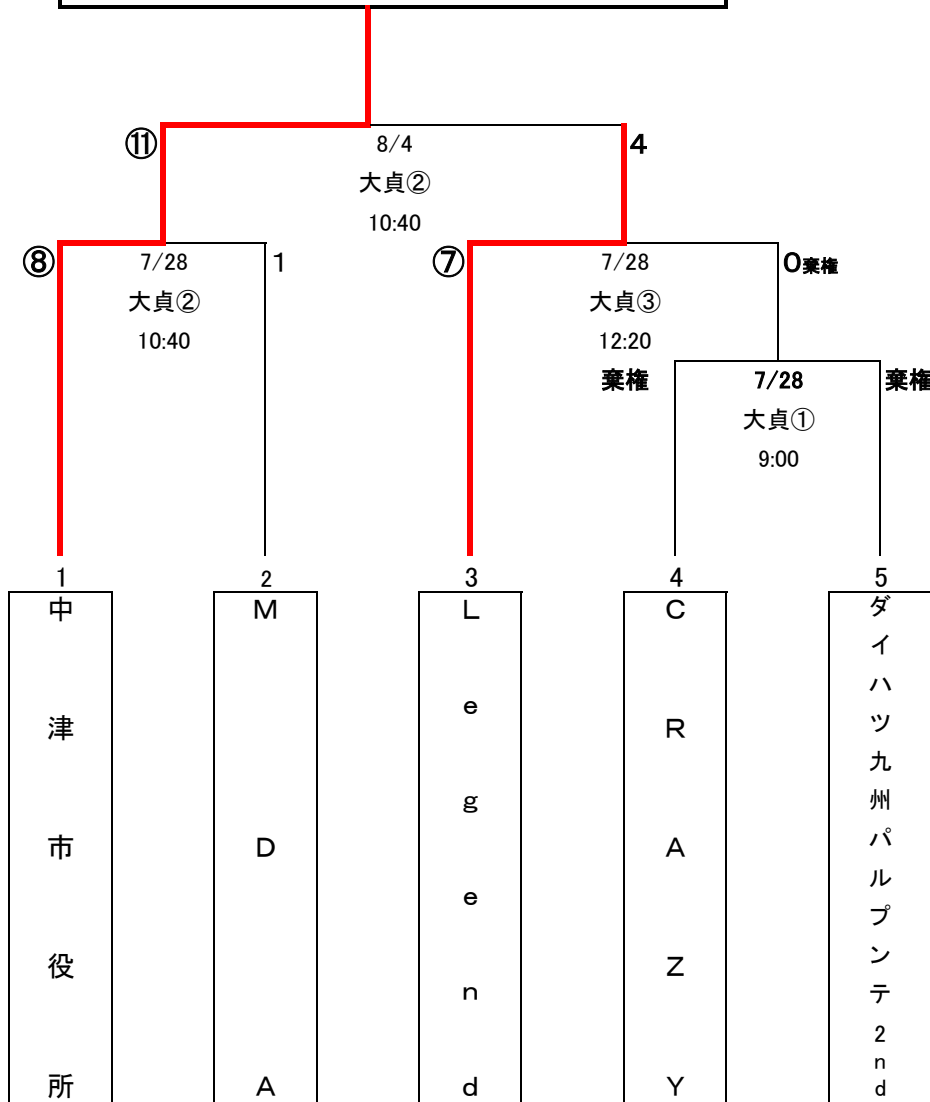 ⑪
8/4
4
大貞②
10:40
⑧
7/28
1
⑦
7/28
0棄権
大貞②
大貞③
10:40
12:20
棄権
7/28
棄権
大貞①
9:00
1
2
3
4
5
中津市役所
MDA
Legend
CRAZY
ダイハツ九州パルプンテ2nd